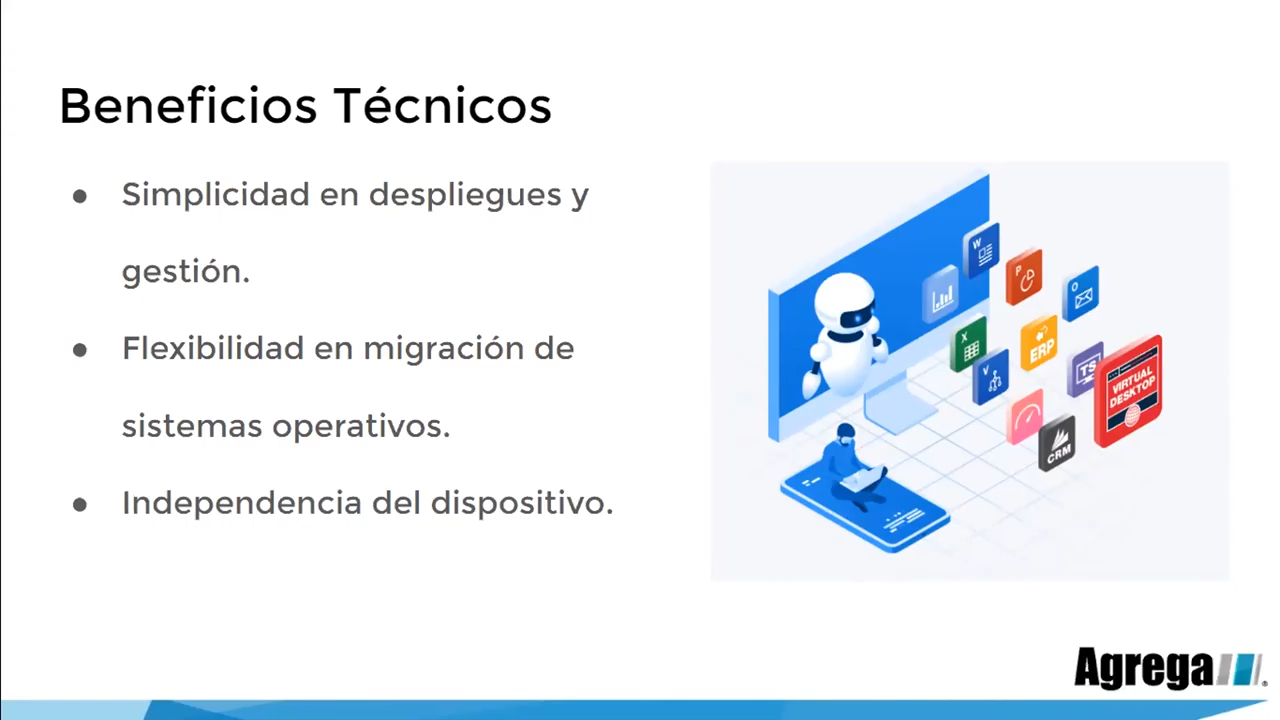 Beneficios Técnicos
● Simplicidad en despliegues y
gestión.
● Flexibilidad en migración de
sistemas operativos.
● Independencia del dispositivo.
W
P
O
X
ERP
V
TS
VIRTUAL
DESKTOP
CRM
Agrega®